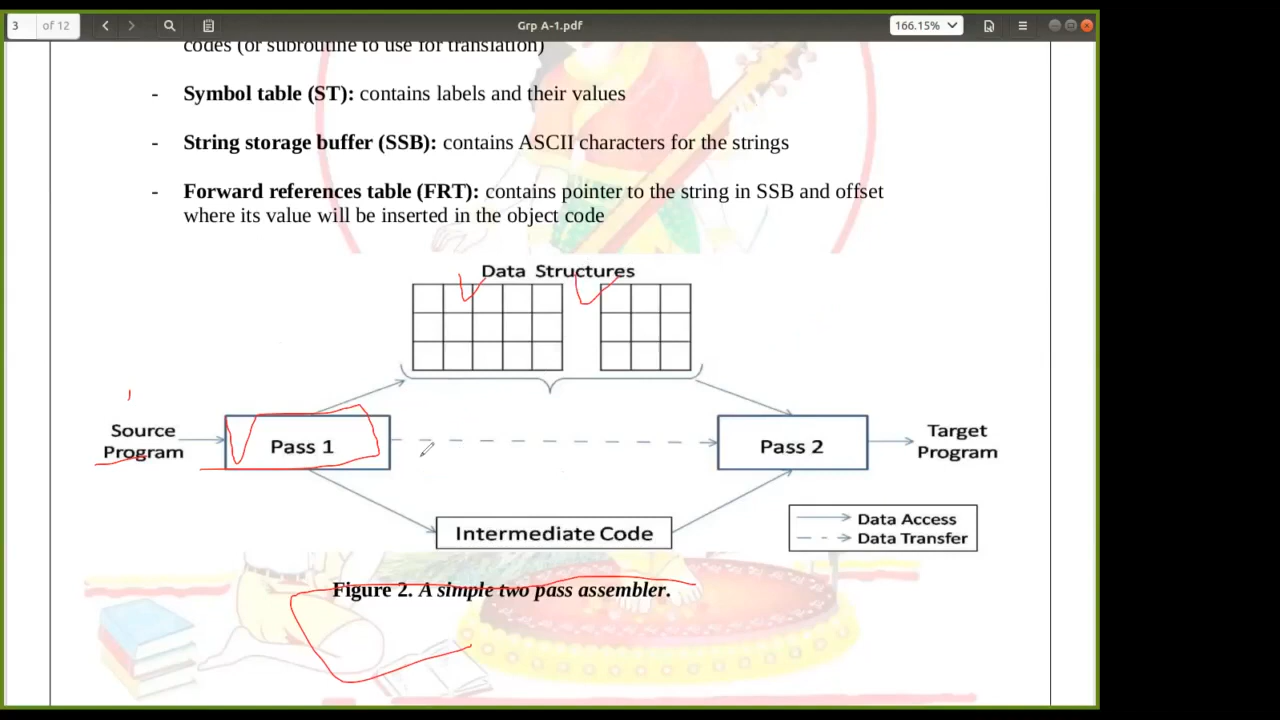 3 of 12
Grp A-1.pdf
166.15%
codes (or subroutine to use for translation)
- Symbol table (ST): contains labels and their values
- String storage buffer (SSB): contains ASCII characters for the strings
- Forward references table (FRT): contains pointer to the string in SSB and offset
where its value will be inserted in the object code
Data Structures
Source
Program
Pass 1
Pass 2
Target
Program
Intermediate Code
Data Access
Data Transfer
Figure 2. A simple two pass assembler.